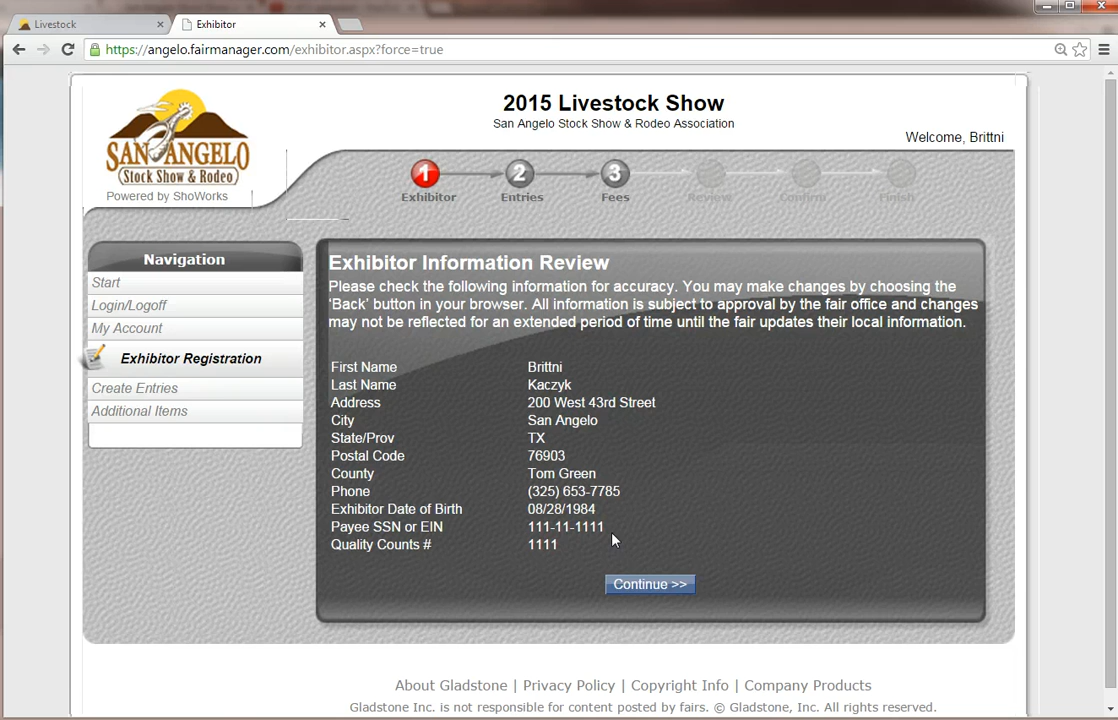 Livestock
Exhibitor
https://angelo.fairmanager.com/exhibitor.aspx?force=true
SAN ANGELO
Stock Show & Rodeo
Powered by ShoWorks
2015 Livestock Show
San Angelo Stock Show & Rodeo Association
Welcome, Brittni
1 2 3
Exhibitor Entries Fees Review Confirm Finish
Navigation
Start
Login/Logoff
My Account
Exhibitor Registration
Create Entries
Additional Items
Exhibitor Information Review
Please check the following information for accuracy. You may make changes by choosing the
'Back' button in your browser. All information is subject to approval by the fair office and changes
may not be reflected for an extended period of time until the fair updates their local information.
First Name Brittni
Last Name Kaczyk
Address 200 West 43rd Street
City San Angelo
State/Prov TX
Postal Code 76903
County Tom Green
Phone (325) 653-7785
Exhibitor Date of Birth 08/28/1984
Payee SSN or EIN 111-11-1111
Quality Counts # 1111
Continue >>
About Gladstone | Privacy Policy | Copyright Info | Company Products
Gladstone Inc. is not responsible for content posted by fairs. © Gladstone, Inc. All rights reserved.